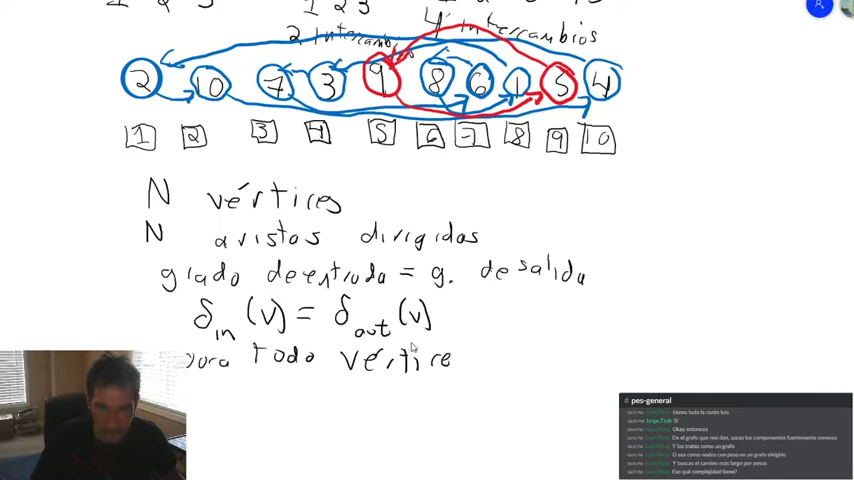 1 2 3
2 intercambios
4 intercambios
2 10 7 3 9 8 6 1 5 4
1 2 3 4 5 6 7 8 9 10
N vértices
N aristas dirigidas
grado de entrada = g. de salida
δin (v) = δout (v)
para todo vértice
# pes-general
tienes toda la razón luis
Si
Okay entonces
De el grafo que nos dan, sacas los componentes fuertemente conexos
Y los tratas como un grafo
O sea como nodos con peso en un grafo dirigido
Y buscas el camino más largo por pesos
Eso qué complejidad tiene?